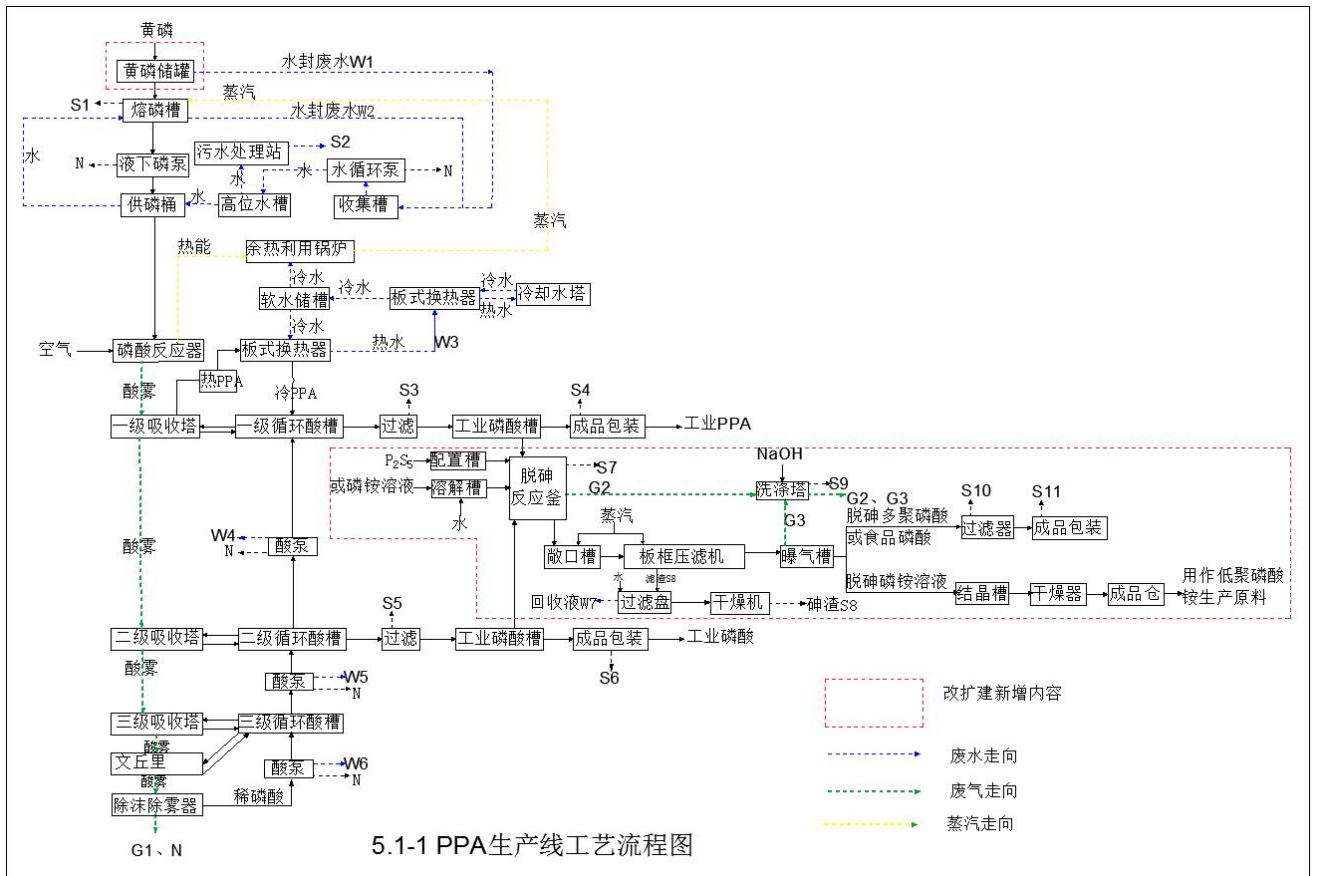 黄磷
黄磷储罐
水封废水W1
蒸汽
S1
熔磷槽
水封废水W2
污水处理站
S2
水
N
液下磷泵
水循环泵
N
水
水
供磷桶
水
高位水槽
收集槽
蒸汽
热能
余热利用锅炉
冷水
冷水
冷水
软水储槽
板式换热器
冷却水塔
热水
冷水
空气
磷酸反应器
板式换热器
热水
W3
酸雾
热PPA
冷PPA
S3
S4
一级吸收塔
一级循环酸槽
过滤
工业磷酸槽
成品包装
工业PPA
P2S5
配置槽
脱砷
反应釜
S7
NaOH
或磷铵溶液
溶解槽
G2
洗涤塔
S9
水
G2、G3
S10
S11
蒸汽
G3
脱砷多聚磷酸
或食品磷酸
过滤器
成品包装
W4
N
酸泵
酸雾
敞口槽
板框压滤机
曝气槽
水
滤渣S8
脱砷磷铵溶液
结晶槽
干燥器
成品仓
用作低聚磷酸
铵生产原料
S5
回收液W7
过滤盘
干燥机
砷渣S8
二级吸收塔
二级循环酸槽
过滤
工业磷酸槽
成品包装
工业磷酸
酸雾
酸泵
W5
N
S6
改扩建新增内容
三级吸收塔
三级循环酸槽
酸雾
文丘里
酸泵
W6
N
废水走向
酸雾
稀磷酸
废气走向
除沫除雾器
蒸汽走向
G1、N
5.1-1 PPA生产线工艺流程图